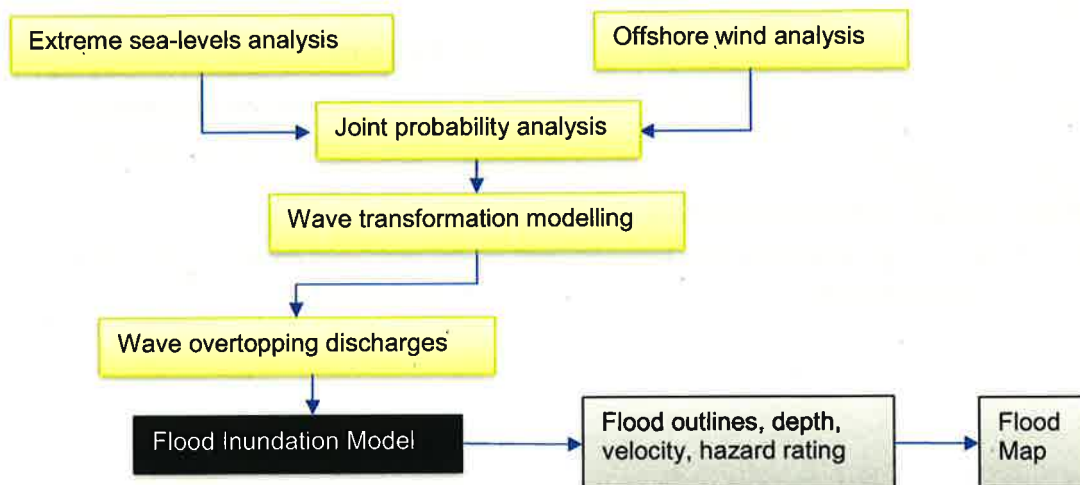 Extreme sea-levels analysis
Offshore wind analysis
Joint probability analysis
Wave transformation modelling
Wave overtopping discharges
Flood Inundation Model
Flood outlines, depth,
velocity, hazard rating
Flood
Map